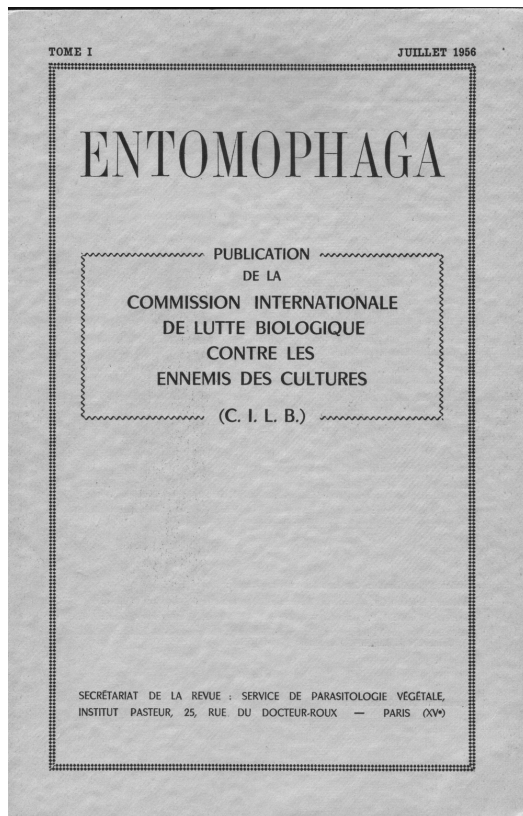 TOME I JUILLET 1956
ENTOMOPHAGA
PUBLICATION
DE LA
COMMISSION INTERNATIONALE
DE LUTTE BIOLOGIQUE
CONTRE LES
ENNEMIS DES CULTURES
(C. I. L. B.)
SECRÉTARIAT DE LA REVUE : SERVICE DE PARASITOLOGIE VÉGÉTALE,
INSTITUT PASTEUR, 25, RUE DU DOCTEUR-ROUX — PARIS (XVe)